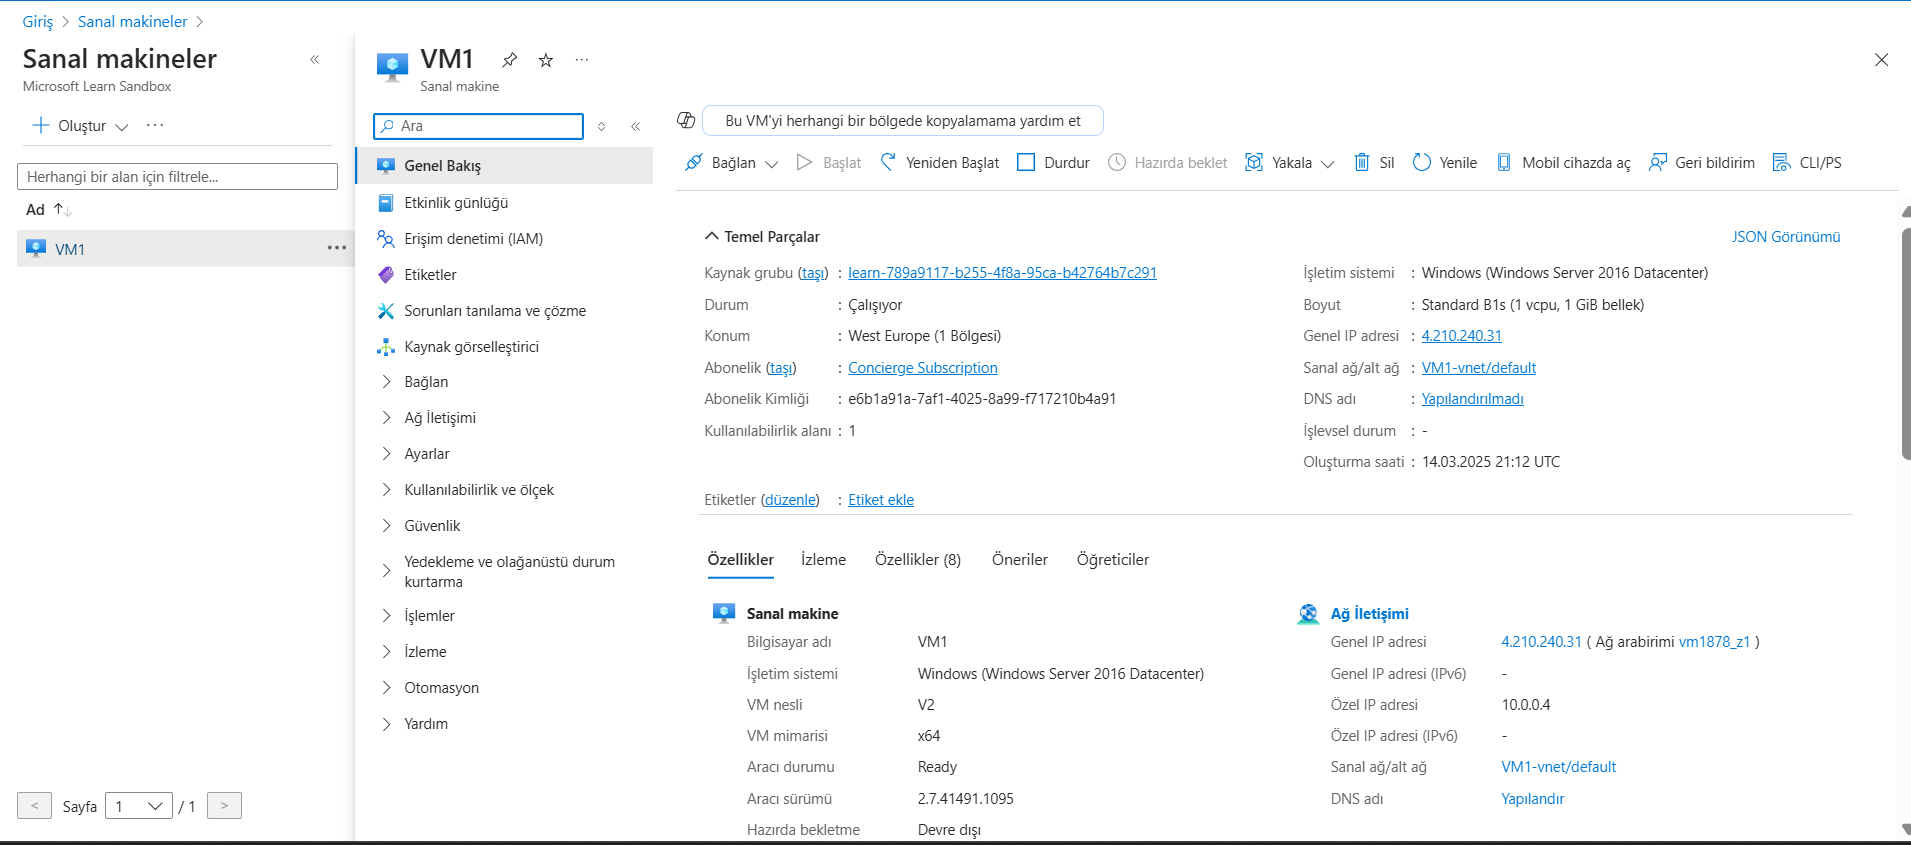 Giriş > Sanal makineler >
Sanal makineler
Microsoft Learn Sandbox
Oluştur
Herhangi bir alan için filtrele...
Ad
VM1
< Sayfa 1 / 1 >
VM1
Sanal makine
Ara
Genel Bakış
Etkinlik günlüğü
Erişim denetimi (IAM)
Etiketler
Sorunları tanılama ve çözme
Kaynak görselleştirici
Bağlan
Ağ İletişimi
Ayarlar
Kullanılabilirlik ve ölçek
Güvenlik
Yedekleme ve olağanüstü durum
kurtarma
İşlemler
İzleme
Otomasyon
Yardım
Bu VM'yi herhangi bir bölgede kopyalamama yardım et
Bağlan Başlat Yeniden Başlat Durdur Hazırda beklet Yakala Sil Yenile Mobil cihazda aç Geri bildirim CLI/PS
Temel Parçalar JSON Görünümü
Kaynak grubu (taşı) : learn-789a9117-b255-4f8a-95ca-b42764b7c291
Durum : Çalışıyor
Konum : West Europe (1 Bölgesi)
Abonelik (taşı) : Concierge Subscription
Abonelik Kimliği : e6b1a91a-7af1-4025-8a99-f717210b4a91
Kullanılabilirlik alanı : 1
İşletim sistemi : Windows (Windows Server 2016 Datacenter)
Boyut : Standard B1s (1 vcpu, 1 GiB bellek)
Genel IP adresi : 4.210.240.31
Sanal ağ/alt ağ : VM1-vnet/default
DNS adı : Yapılandırılmadı
İşlevsel durum : -
Oluşturma saati : 14.03.2025 21:12 UTC
Etiketler (düzenle) : Etiket ekle
Özellikler İzleme Özellikler (8) Öneriler Öğreticiler
Sanal makine
Bilgisayar adı VM1
İşletim sistemi Windows (Windows Server 2016 Datacenter)
VM nesli V2
VM mimarisi x64
Aracı durumu Ready
Aracı sürümü 2.7.41491.1095
Hazırda bekletme Devre dışı
Ağ İletişimi
Genel IP adresi 4.210.240.31 ( Ağ arabirimi vm1878_z1 )
Genel IP adresi (IPv6) -
Özel IP adresi 10.0.0.4
Özel IP adresi (IPv6) -
Sanal ağ/alt ağ VM1-vnet/default
DNS adı Yapılandır